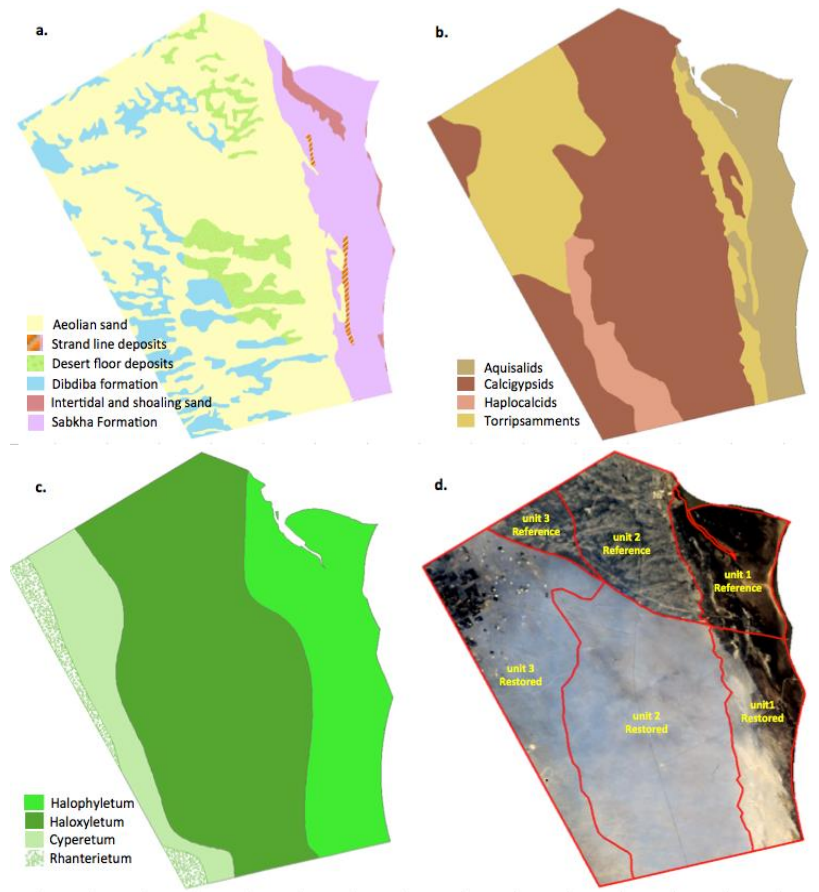 a.
Aeolian sand
Strand line deposits
Desert floor deposits
Dibdiba formation
Intertidal and shoaling sand
Sabkha Formation
b.
Aquisalids
Calcigypsids
Haplocalcids
Torripsamments
c.
Halophyletum
Haloxyletum
Cyperetum
Rhanterietum
d.
unit 3
Reference
unit 2
Reference
unit 1
Reference
unit 3
Restored
unit 2
Restored
unit1
Restored